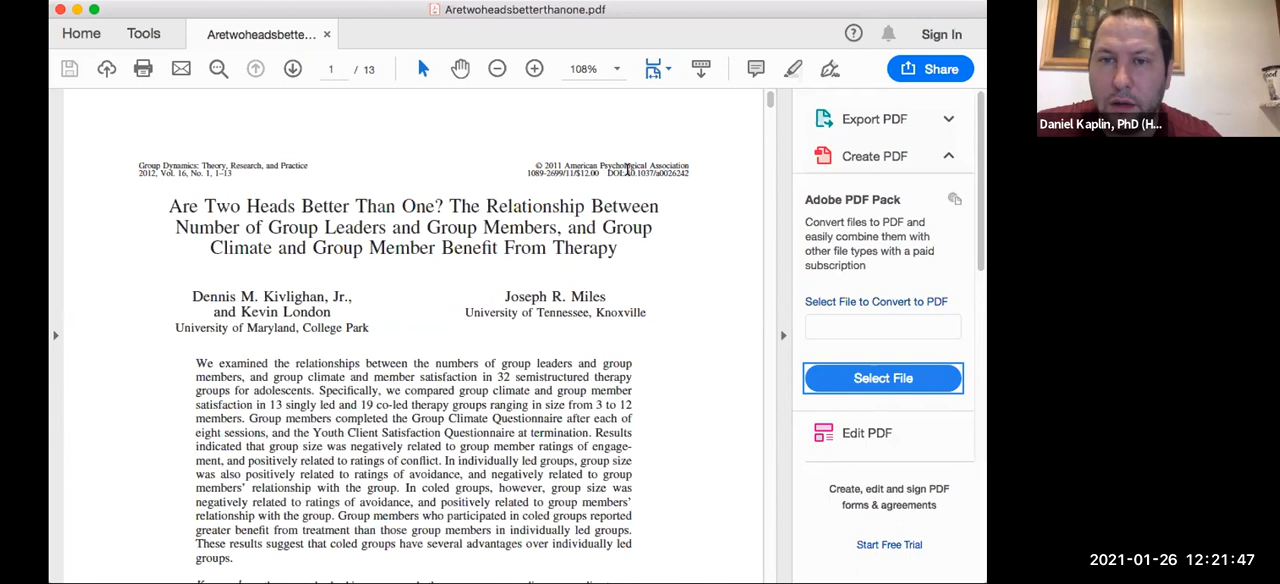 Aretwoheadsbetterthanone.pdf
Home
Tools
Aretwoheadsbette...
×
Sign In
1 / 13
108%
Share
Group Dynamics: Theory, Research, and Practice
2012, Vol. 16, No. 1, 1–13
© 2011 American Psychological Association
1089-2699/11/$12.00 DOI: 10.1037/a0026242
Are Two Heads Better Than One? The Relationship Between
Number of Group Leaders and Group Members, and Group
Climate and Group Member Benefit From Therapy
Dennis M. Kivlighan, Jr.,
and Kevin London
University of Maryland, College Park
Joseph R. Miles
University of Tennessee, Knoxville
We examined the relationships between the numbers of group leaders and group
members, and group climate and member satisfaction in 32 semistructured therapy
groups for adolescents. Specifically, we compared group climate and group member
satisfaction in 13 singly led and 19 co-led therapy groups ranging in size from 3 to 12
members. Group members completed the Group Climate Questionnaire after each of
eight sessions, and the Youth Client Satisfaction Questionnaire at termination. Results
indicated that group size was negatively related to group member ratings of engage-
ment, and positively related to ratings of conflict. In individually led groups, group size
was also positively related to ratings of avoidance, and negatively related to group
members' relationship with the group. In coled groups, however, group size was
negatively related to ratings of avoidance, and positively related to group members'
relationship with the group. Group members who participated in coled groups reported
greater benefit from treatment than those group members in individually led groups.
These results suggest that coled groups have several advantages over individually led
groups.
Export PDF
Create PDF
Adobe PDF Pack
Convert files to PDF and
easily combine them with
other file types with a paid
subscription
Select File to Convert to PDF
Select File
Edit PDF
Create, edit and sign PDF
forms & agreements
Start Free Trial
Daniel Kaplin, PhD (H...
2021-01-26 12:21:47